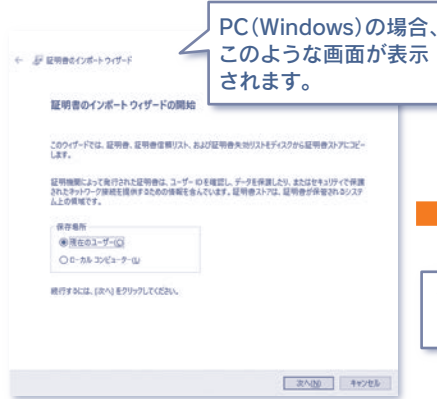 PC(Windows)の場合、
このような画面が表示
されます。
← 証明書のインポート ウィザード
証明書のインポート ウィザードの開始
このウィザードでは、証明書、証明書信頼リスト、および証明書失効リストをディスクから証明書ストアにコピー
します。
証明機関によって発行された証明書は、ユーザー IDを確認し、データを保護したり、またはセキュリティで保護
されたネットワーク接続を提供するための情報を含んでいます。証明書ストアは、証明書が保管されるシステ
ム上の領域です。
保存場所
現在のユーザー(C)
ローカル コンピューター(L)
続行するには、[次へ] をクリックしてください。
次へ(N) キャンセル